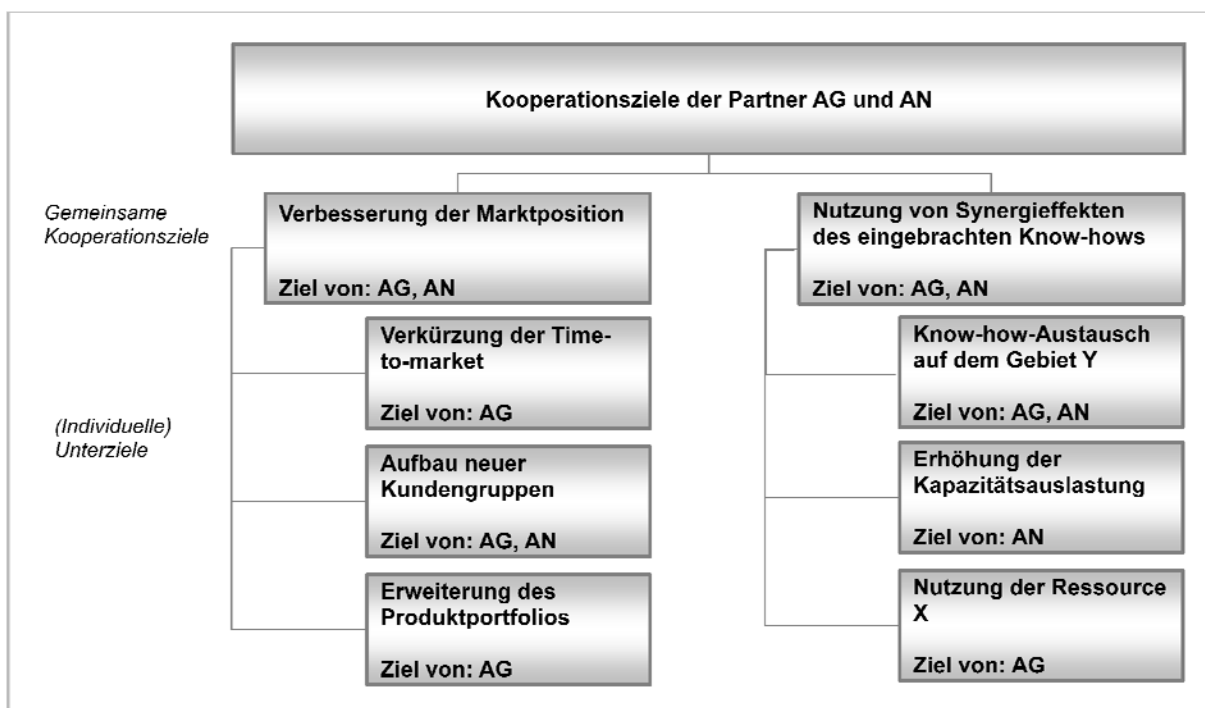 Kooperationsziele der Partner AG und AN
Gemeinsame
Kooperationsziele
Verbesserung der Marktposition
Ziel von: AG, AN
Nutzung von Synergieffekten
des eingebrachten Know-hows
Ziel von: AG, AN
(Individuelle)
Unterziele
Verkürzung der Time-
to-market
Ziel von: AG
Aufbau neuer
Kundengruppen
Ziel von: AG, AN
Erweiterung des
Produktportfolios
Ziel von: AG
Know-how-Austausch
auf dem Gebiet Y
Ziel von: AG, AN
Erhöhung der
Kapazitätsauslastung
Ziel von: AN
Nutzung der Ressource
X
Ziel von: AG